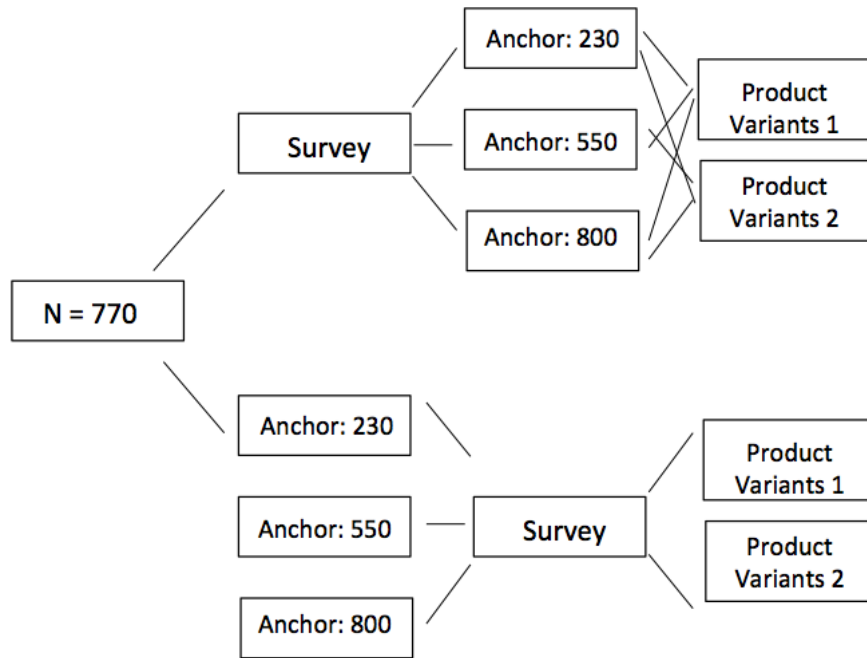 Anchor: 230
Product
Variants 1
Survey
Anchor: 550
Product
Variants 2
Anchor: 800
N = 770
Anchor: 230
Product
Variants 1
Anchor: 550
Survey
Product
Variants 2
Anchor: 800